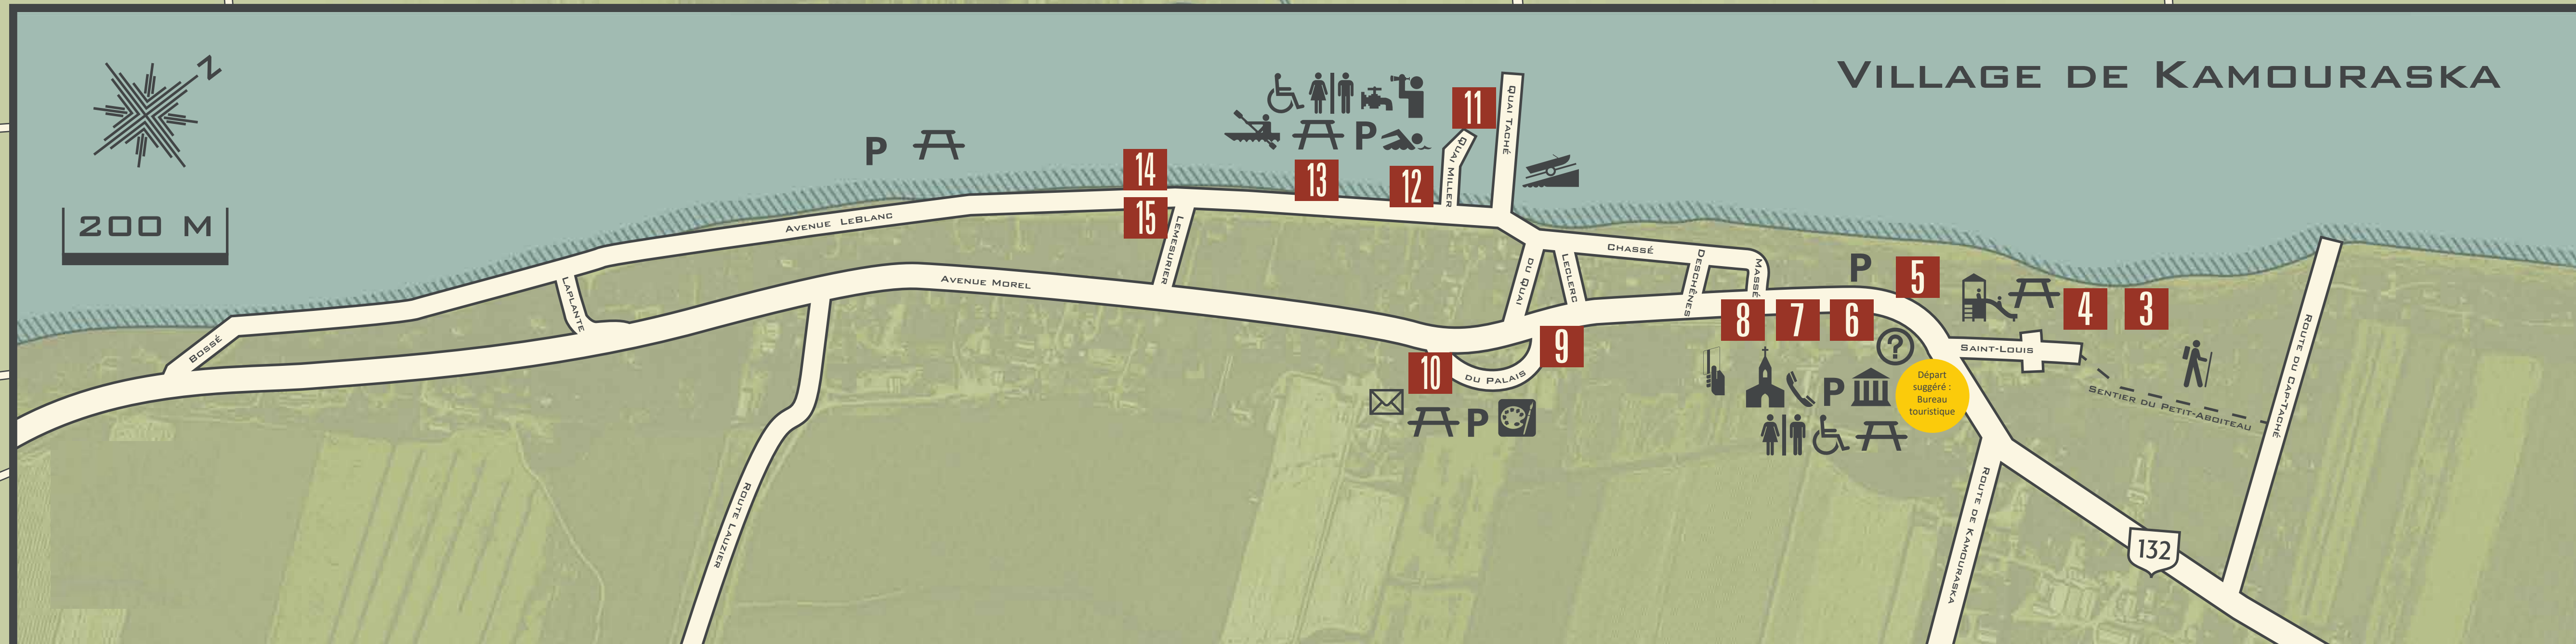 VILLAGE DE KAMOURASKA
N
200 M
P
14
15
13
12
11
P
QUAI MILLER
QUAI TACHÉ
AVENUE LEBLANC
LEMESURIER
LAPLANTE
BOSSÉ
AVENUE MOREL
DU QUAI
LECLERC
CHASSÉ
DESCHÊNES
MASSÉ
P
5
4
3
8
7
6
9
10
DU PALAIS
P
P
?
SAINT-LOUIS
Départ
suggéré :
Bureau
touristique
SENTIER DU PETIT-ABOITEAU
ROUTE DU CAP-TACHÉ
ROUTE LAUZIER
ROUTE DE KAMOURASKA
132